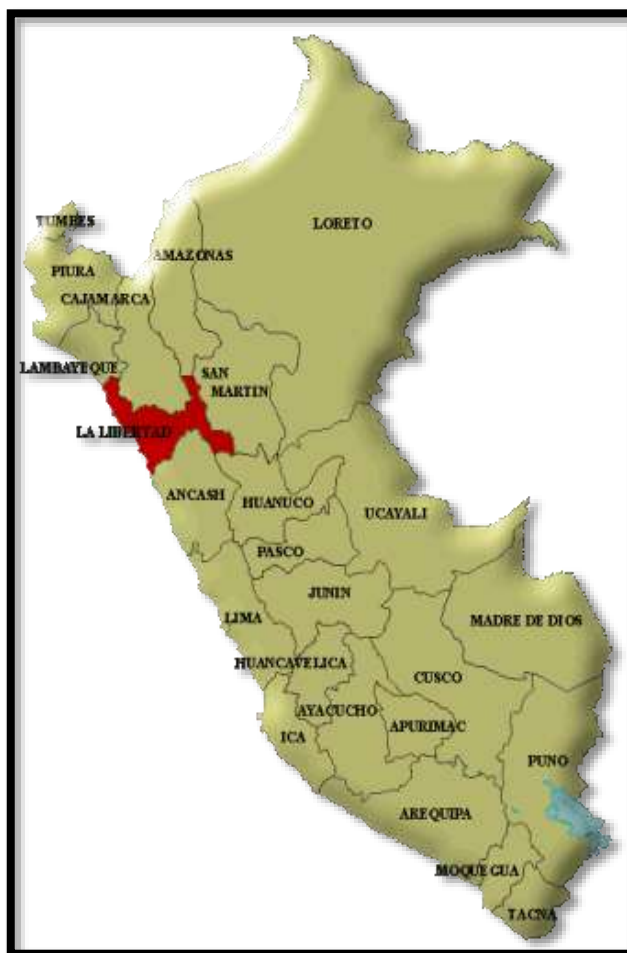 TUMBES
LORETO
AMAZONAS
PIURA
CAJAMARCA
LAMBAYEQUE
SAN
MARTIN
LA LIBERTAD
ANCASH
HUANUCO
UCAYALI
PASCO
JUNIN
LIMA
MADRE DE DIOS
HUANCAVELICA
CUSCO
AYACUCHO
APURIMAC
ICA
PUNO
AREQUIPA
MOQUEGUA
TACNA